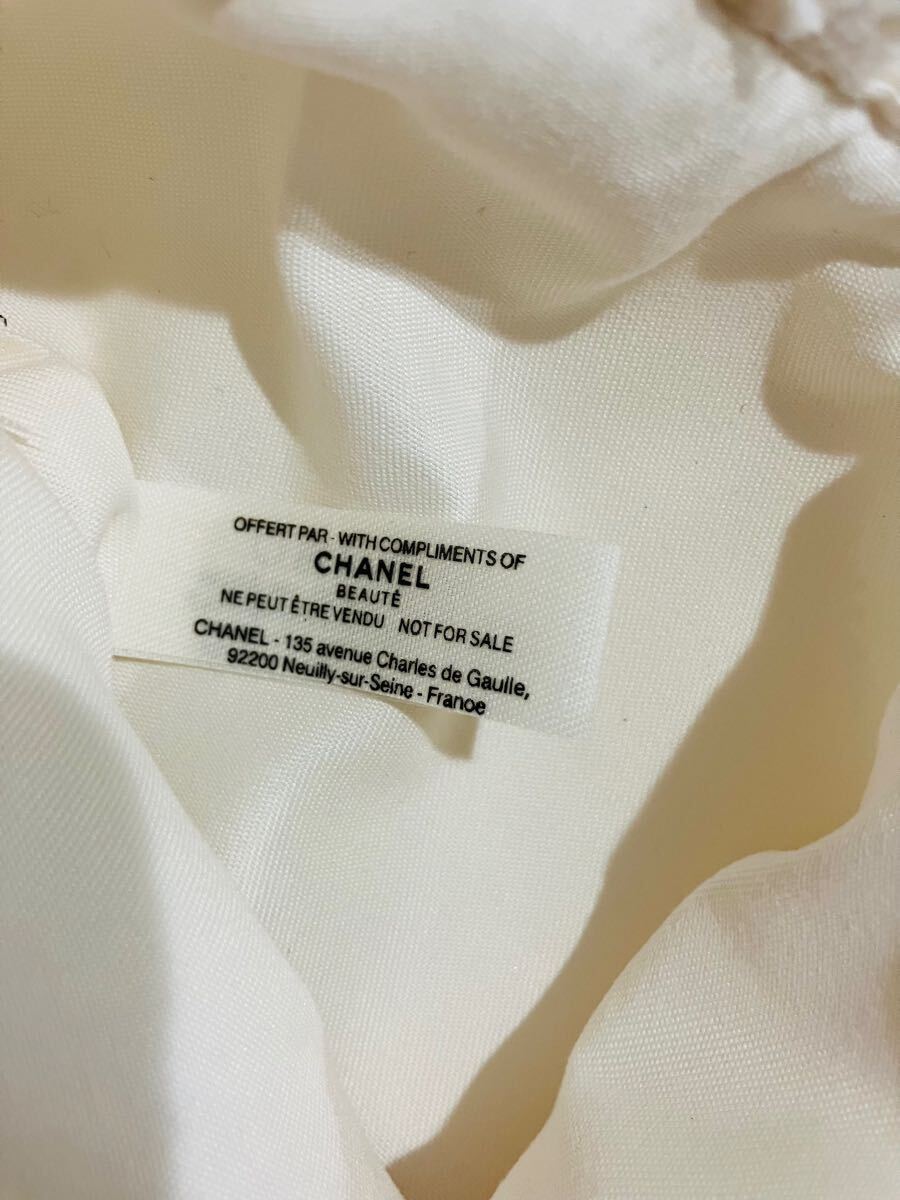 OFFERT PAR - WITH COMPLIMENTS OF
CHANEL
BEAUTÉ
NE PEUT ÊTRE VENDU NOT FOR SALE
CHANEL - 135 avenue Charles de Gaulle,
92200 Neuilly-sur-Seine - France